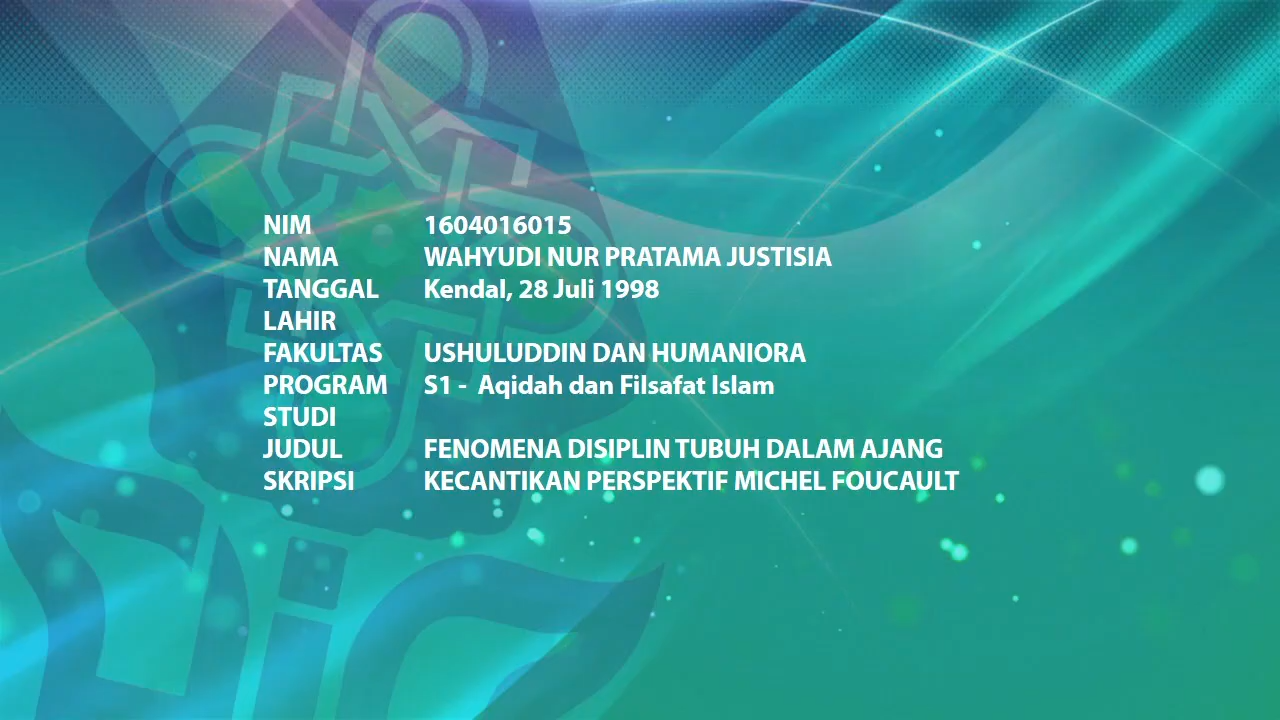 NIM 1604016015
NAMA WAHYUDI NUR PRATAMA JUSTISIA
TANGGAL Kendal, 28 Juli 1998
LAHIR
FAKULTAS USHULUDDIN DAN HUMANIORA
PROGRAM S1 - Aqidah dan Filsafat Islam
STUDI
JUDUL FENOMENA DISIPLIN TUBUH DALAM AJANG
SKRIPSI KECANTIKAN PERSPEKTIF MICHEL FOUCAULT